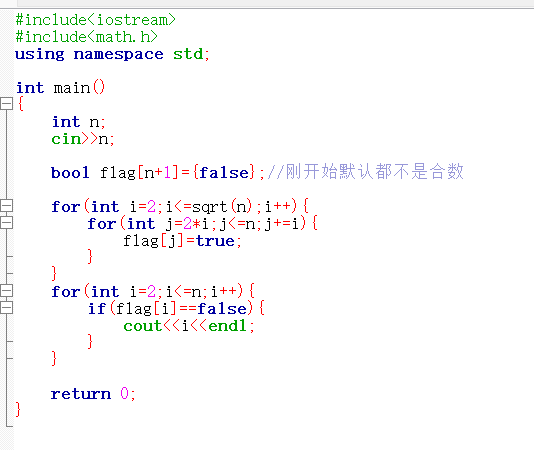 #include<iostream>
#include<math.h>
using namespace std;
int main()
{
int n;
cin>>n;
bool flag[n+1]={false};//刚开始默认都不是合数
for(int i=2;i<=sqrt(n);i++){
for(int j=2*i;j<=n;j+=i){
flag[j]=true;
}
}
for(int i=2;i<=n;i++){
if(flag[i]==false){
cout<<i<<endl;
}
}
return 0;
}